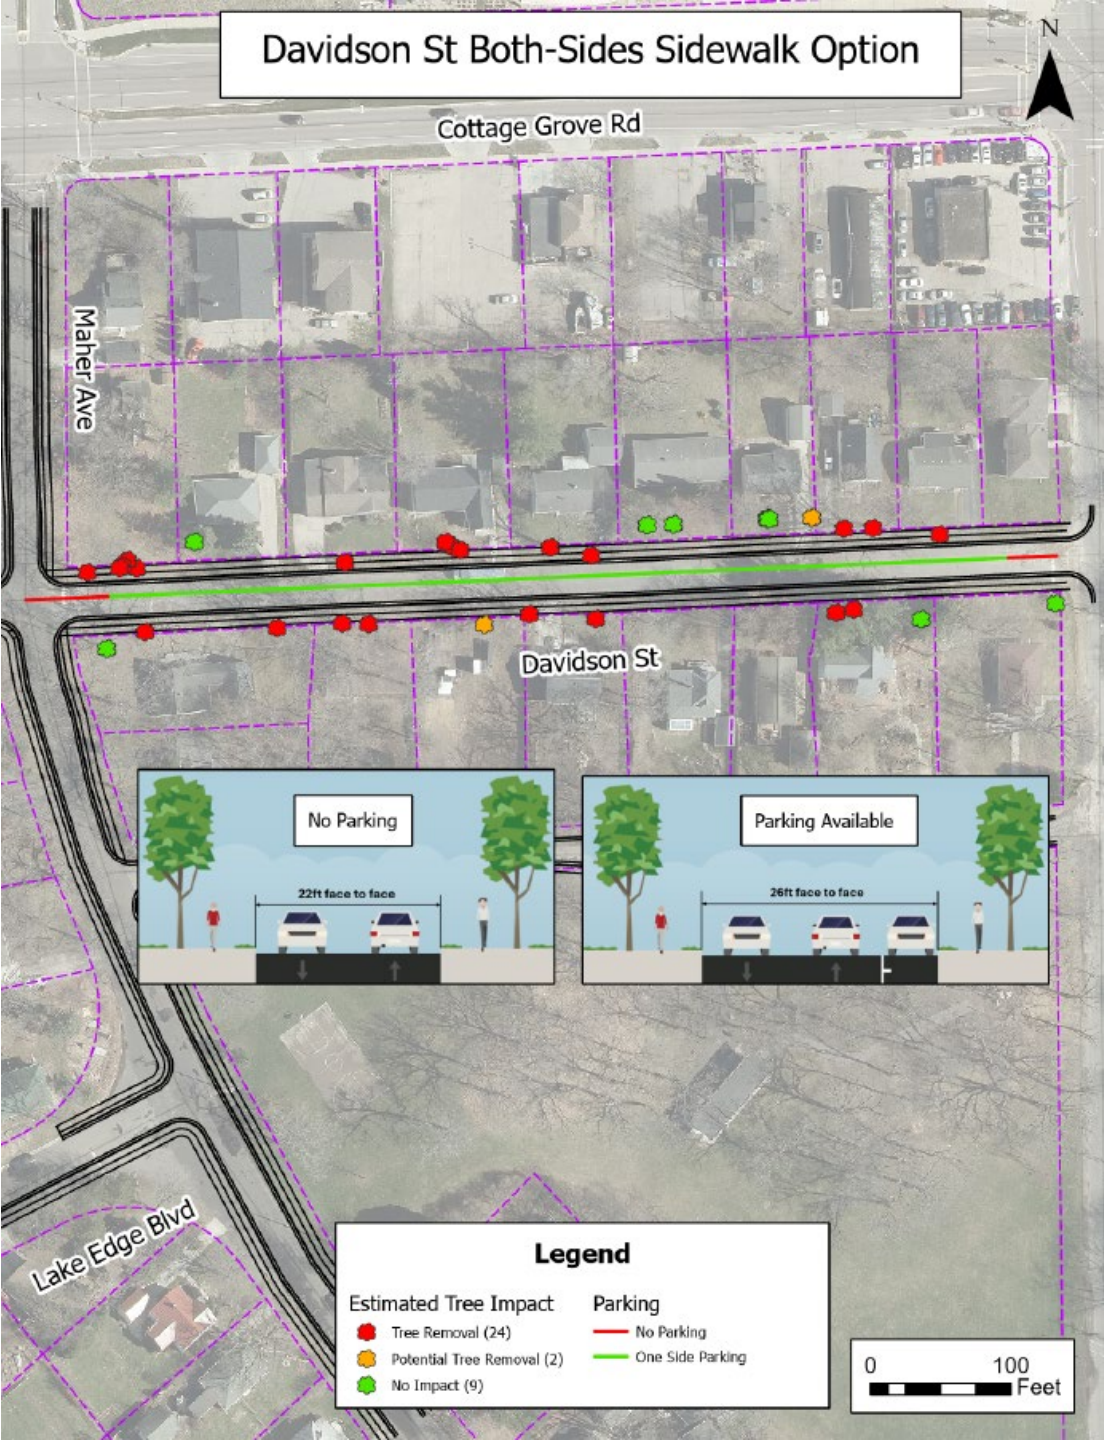 Davidson St Both-Sides Sidewalk Option
N
Cottage Grove Rd
Maher Ave
Davidson St
No Parking
22ft face to face
Parking Available
26ft face to face
Lake Edge Blvd
Legend
Estimated Tree Impact
Tree Removal (24)
Potential Tree Removal (2)
No Impact (9)
Parking
No Parking
One Side Parking
0 100
Feet